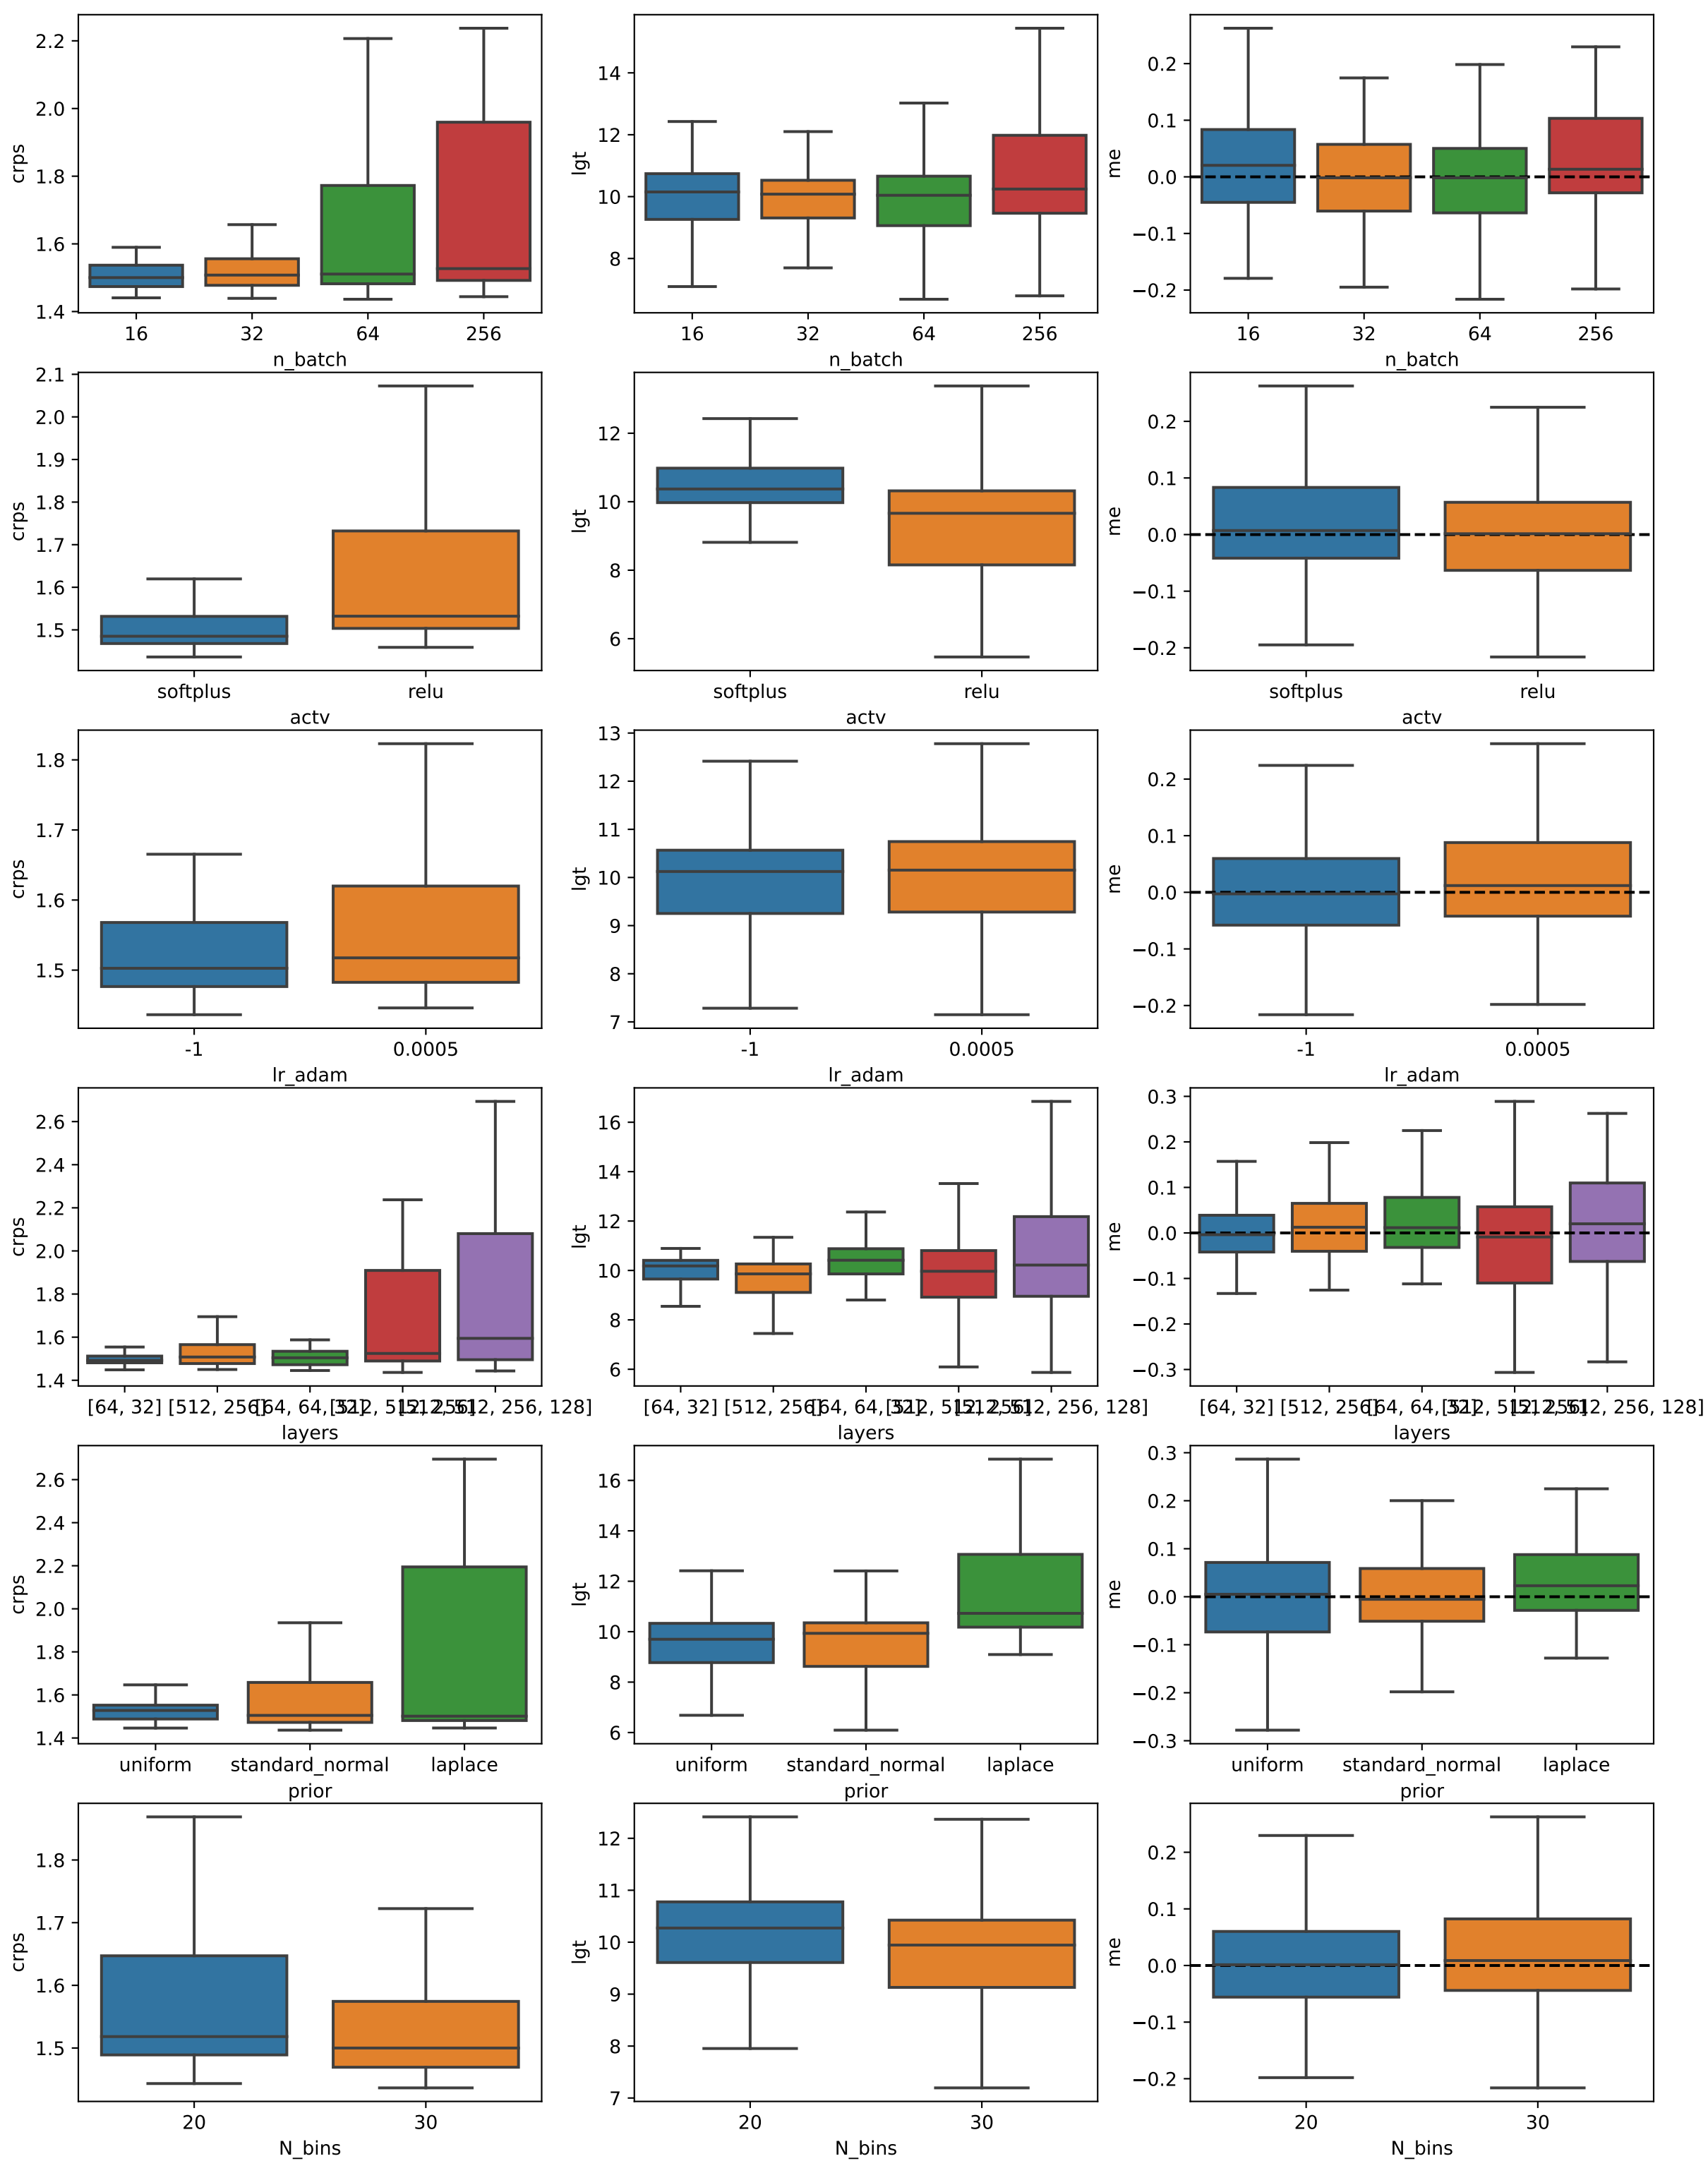 crps
2.2
2.0
1.8
1.6
1.4
16 32 64 256
n_batch
lgt
14
12
10
8
16 32 64 256
n_batch
me
0.2
0.1
0.0
−0.1
−0.2
16 32 64 256
n_batch
crps
2.1
2.0
1.9
1.8
1.7
1.6
1.5
softplus relu
actv
lgt
12
10
8
6
softplus relu
actv
me
0.2
0.1
0.0
−0.1
−0.2
softplus relu
actv
crps
1.8
1.7
1.6
1.5
-1 0.0005
lr_adam
lgt
13
12
11
10
9
8
7
-1 0.0005
lr_adam
me
0.2
0.1
0.0
−0.1
−0.2
-1 0.0005
lr_adam
crps
2.6
2.4
2.2
2.0
1.8
1.6
1.4
[64, 32] [512, 256]
layers
lgt
16
14
12
10
8
6
[64, 32] [512, 256]
layers
me
0.3
0.2
0.1
0.0
−0.1
−0.2
−0.3
[64, 32] [512, 256]
layers
crps
2.6
2.4
2.2
2.0
1.8
1.6
1.4
uniform standard_normal laplace
prior
lgt
16
14
12
10
8
6
uniform standard_normal laplace
prior
me
0.3
0.2
0.1
0.0
−0.1
−0.2
−0.3
uniform standard_normal laplace
prior
crps
1.8
1.7
1.6
1.5
20 30
N_bins
lgt
12
11
10
9
8
7
20 30
N_bins
me
0.2
0.1
0.0
−0.1
−0.2
20 30
N_bins